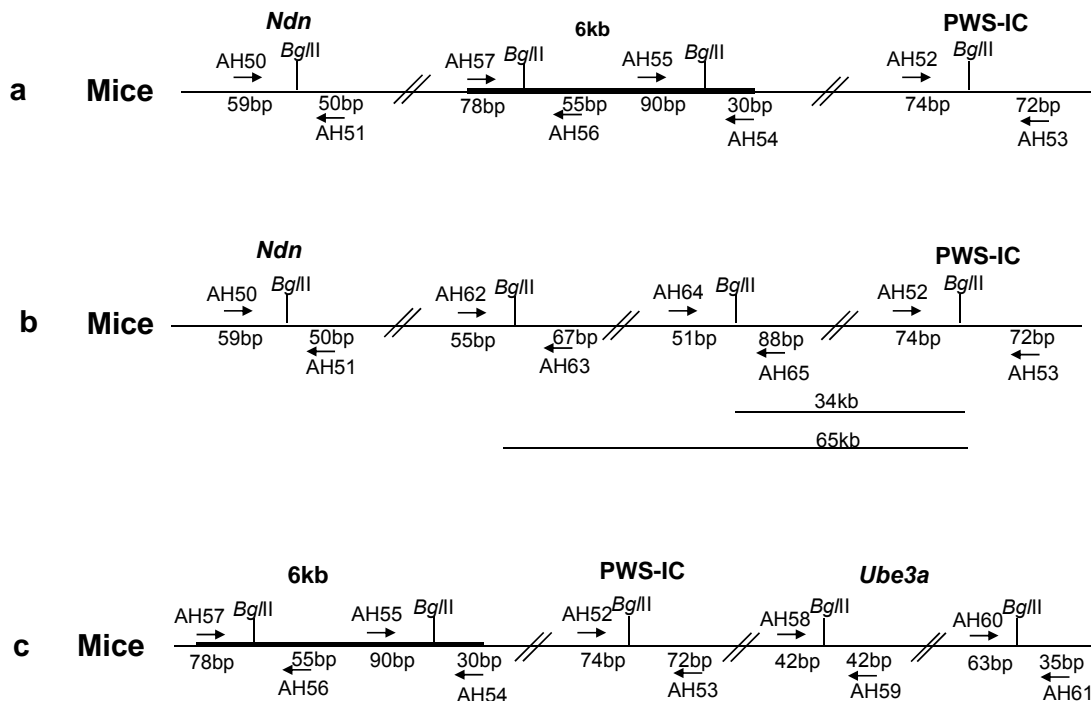 Ndn 6kb PWS-IC
AH50 BglII AH57 BglII AH55 BglII AH52 BglII
a Mice
59bp 50bp 78bp 55bp 90bp 30bp 74bp 72bp
AH51 AH56 AH54 AH53
Ndn PWS-IC
AH50 BglII AH62 BglII AH64 BglII AH52 BglII
b Mice
59bp 50bp 55bp 67bp 51bp 88bp 74bp 72bp
AH51 AH63 AH65 AH53
34kb
65kb
6kb PWS-IC Ube3a
AH57 BglII AH55 BglII AH52 BglII AH58 BglII AH60 BglII
c Mice
78bp 55bp 90bp 30bp 74bp 72bp 42bp 42bp 63bp 35bp
AH56 AH54 AH53 AH59 AH61